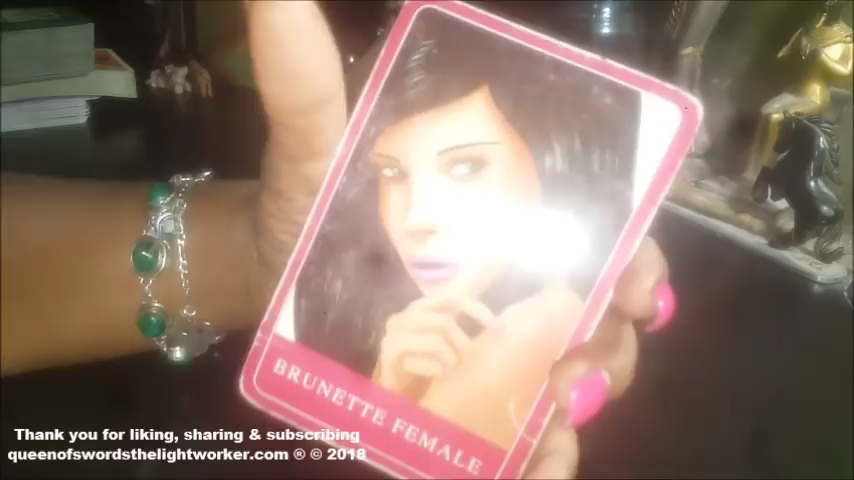 BRUNETTE FEMALE
Thank you for liking, sharing & subscribing
queenofswordsthelightworker.com ® © 2018